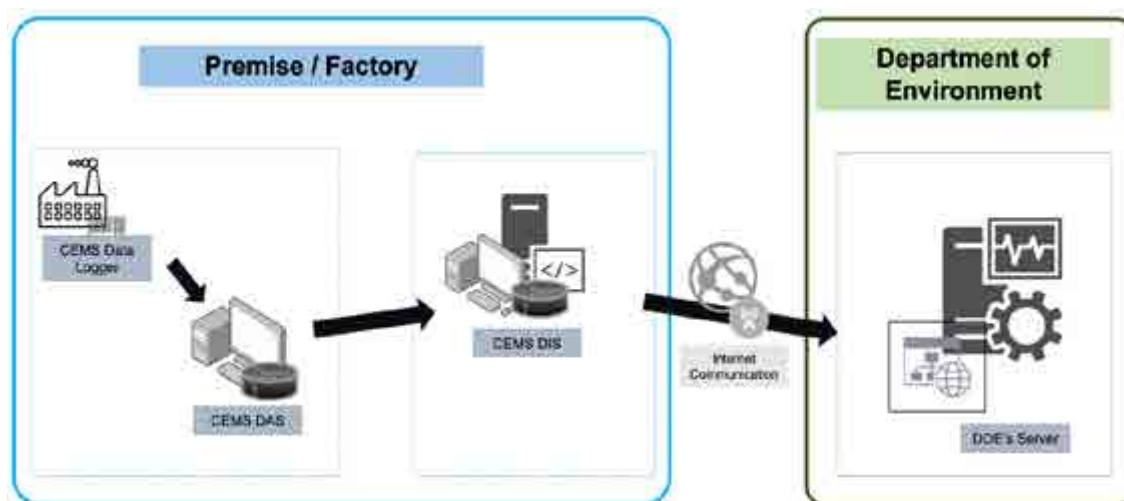 Premise / Factory
Department of
Environment
CEMS Data
Logger
CEMS DAS
CEMS DIS
</>
Internet
Communication
DOE's Server